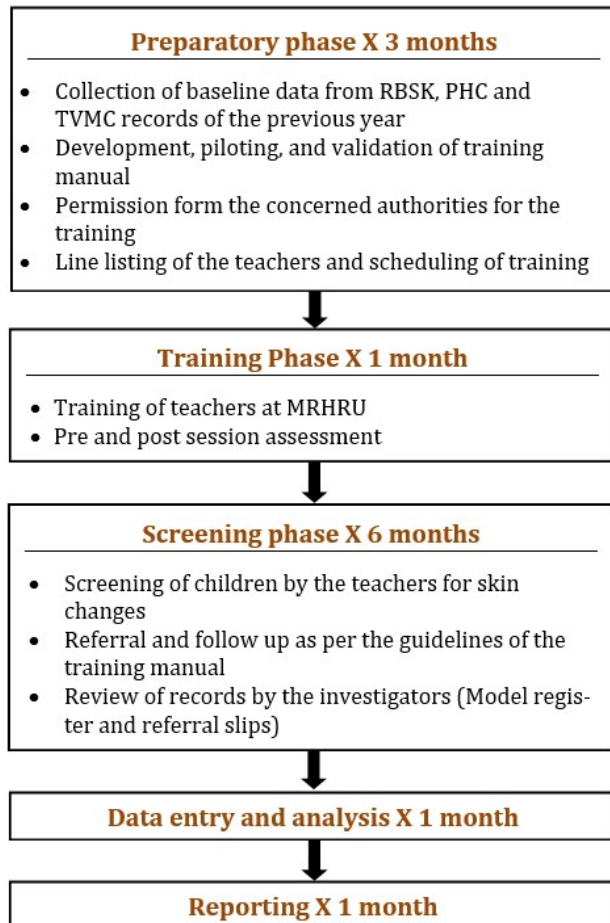 Preparatory phase X 3 months
• Collection of baseline data from RBSK, PHC and
TVMC records of the previous year
• Development, piloting, and validation of training
manual
• Permission form the concerned authorities for the
training
• Line listing of the teachers and scheduling of training
Training Phase X 1 month
• Training of teachers at MRHRU
• Pre and post session assessment
Screening phase X 6 months
• Screening of children by the teachers for skin
changes
• Referral and follow up as per the guidelines of the
training manual
• Review of records by the investigators (Model regis-
ter and referral slips)
Data entry and analysis X 1 month
Reporting X 1 month